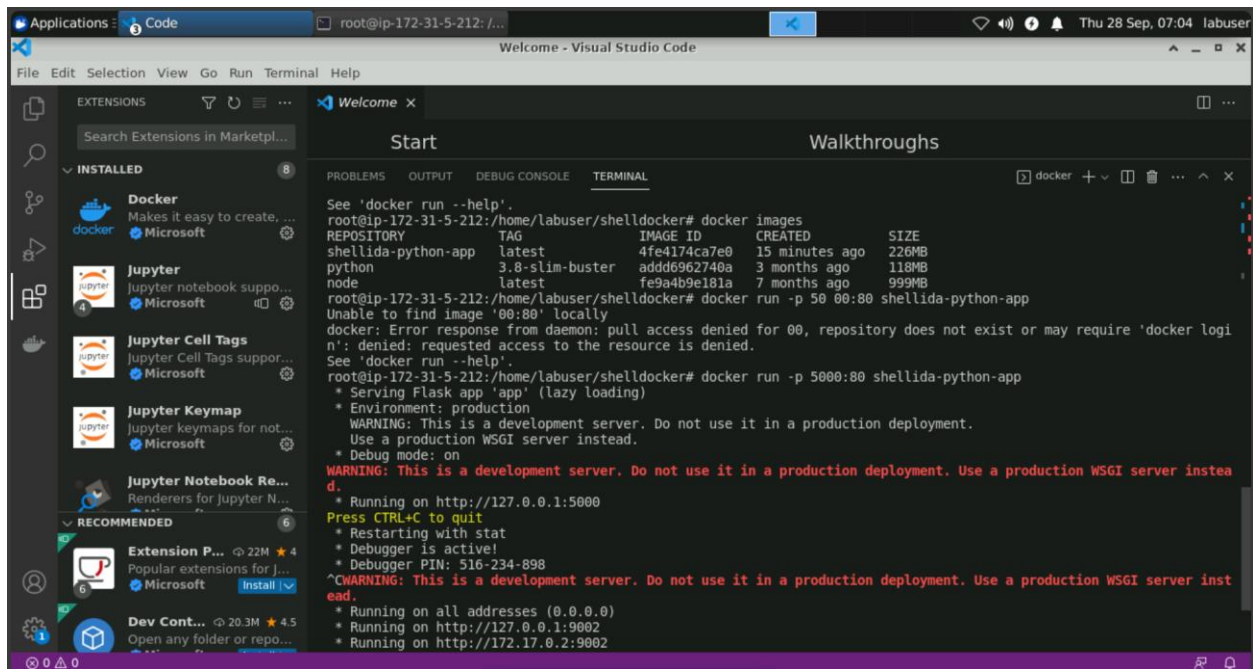 Applications
3 Code
root@ip-172-31-5-212: /...
Thu 28 Sep, 07:04 labuser
Welcome - Visual Studio Code
File Edit Selection View Go Run Terminal Help
EXTENSIONS
Welcome
Search Extensions in Marketpl...
Start
Walkthroughs
INSTALLED
8
PROBLEMS OUTPUT DEBUG CONSOLE TERMINAL
docker
docker
Docker
Makes it easy to create, ...
Microsoft
jupyter
4
Jupyter
Jupyter notebook suppo...
Microsoft
jupyter
Jupyter Cell Tags
Jupyter Cell Tags suppor...
Microsoft
jupyter
Jupyter Keymap
Jupyter keymaps for not...
Microsoft
Jupyter Notebook Re...
Renderers for Jupyter N...
RECOMMENDED
6
6
Extension P... 22M ★ 4
Popular extensions for J...
Microsoft
Install
Dev Cont... 20.3M ★ 4.5
Open any folder or repo...
1
See 'docker run --help'.
root@ip-172-31-5-212:/home/labuser/shelldocker# docker images
REPOSITORY TAG IMAGE ID CREATED SIZE
shellida-python-app latest 4fe4174ca7e0 15 minutes ago 226MB
python 3.8-slim-buster addd6962740a 3 months ago 118MB
node latest fe9a4b9e181a 7 months ago 999MB
root@ip-172-31-5-212:/home/labuser/shelldocker# docker run -p 50 00:80 shellida-python-app
Unable to find image '00:80' locally
docker: Error response from daemon: pull access denied for 00, repository does not exist or may require 'docker logi
n': denied: requested access to the resource is denied.
See 'docker run --help'.
root@ip-172-31-5-212:/home/labuser/shelldocker# docker run -p 5000:80 shellida-python-app
* Serving Flask app 'app' (lazy loading)
* Environment: production
WARNING: This is a development server. Do not use it in a production deployment.
Use a production WSGI server instead.
* Debug mode: on
WARNING: This is a development server. Do not use it in a production deployment. Use a production WSGI server instea
d.
* Running on http://127.0.0.1:5000
Press CTRL+C to quit
* Restarting with stat
* Debugger is active!
* Debugger PIN: 516-234-898
^CWARNING: This is a development server. Do not use it in a production deployment. Use a production WSGI server inst
ead.
* Running on all addresses (0.0.0.0)
* Running on http://127.0.0.1:9002
* Running on http://172.17.0.2:9002
0 0